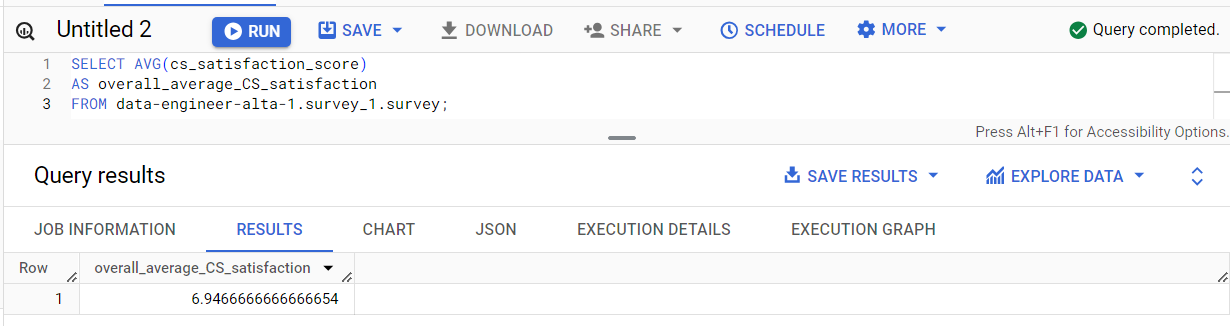 Untitled 2 RUN SAVE DOWNLOAD SHARE SCHEDULE MORE Query completed.
1 SELECT AVG(cs_satisfaction_score)
2 AS overall_average_CS_satisfaction
3 FROM data-engineer-alta-1.survey_1.survey;
Press Alt+F1 for Accessibility Options.
Query results SAVE RESULTS EXPLORE DATA
JOB INFORMATION RESULTS CHART JSON EXECUTION DETAILS EXECUTION GRAPH
Row overall_average_CS_satisfaction
1 6.9466666666666654